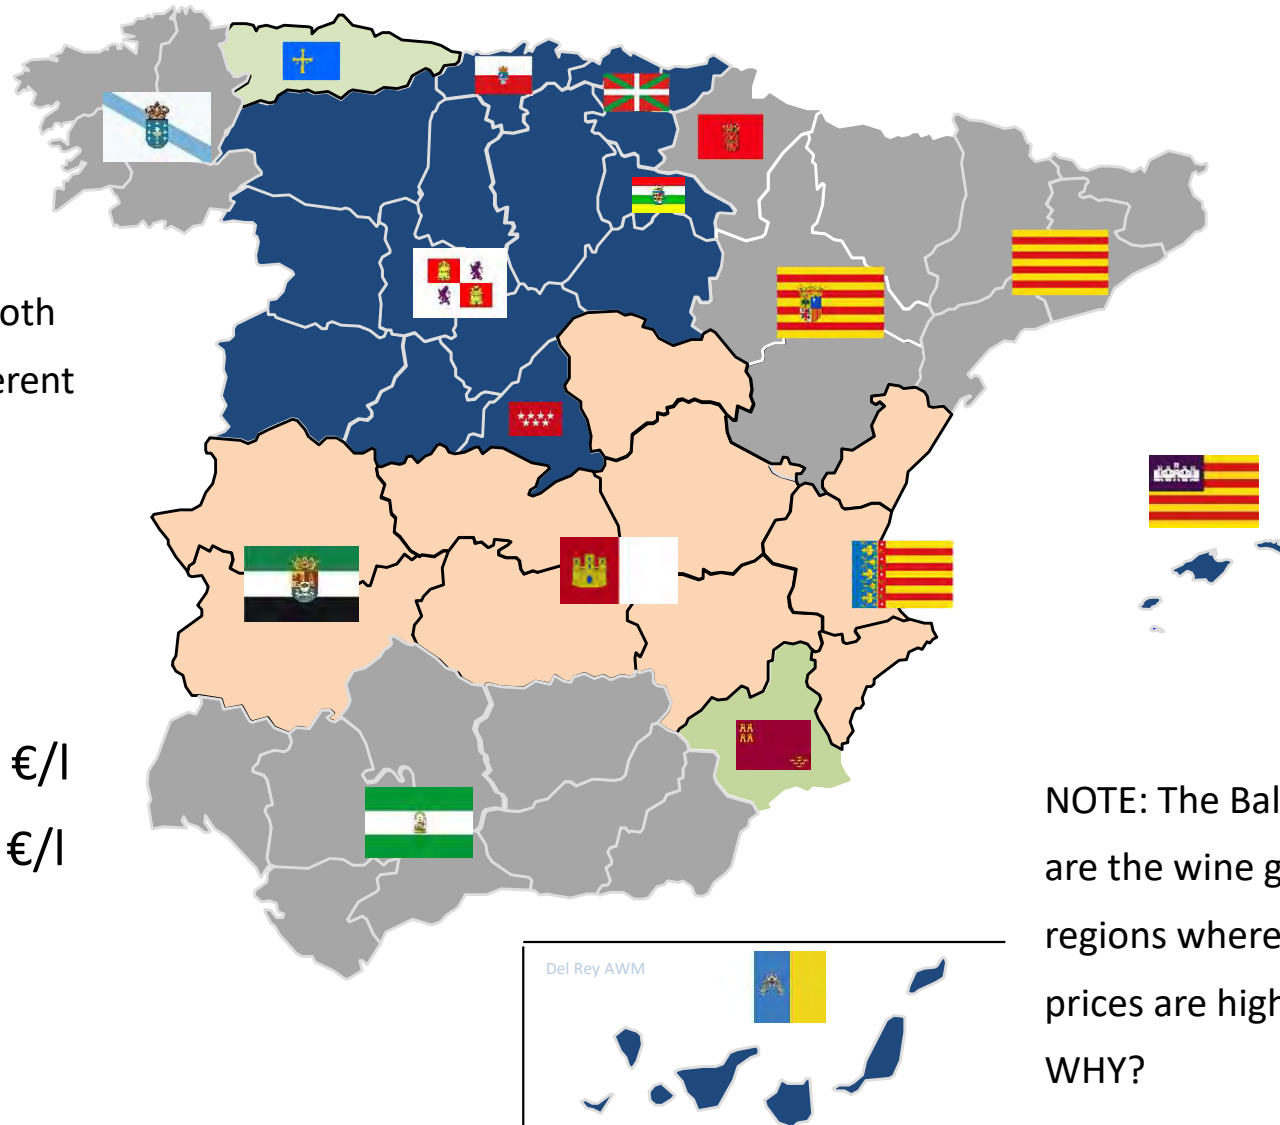 oth
erent
€/l
€/l
NOTE: The Bal
are the wine g
regions where
prices are high
WHY?
Del Rey AWM